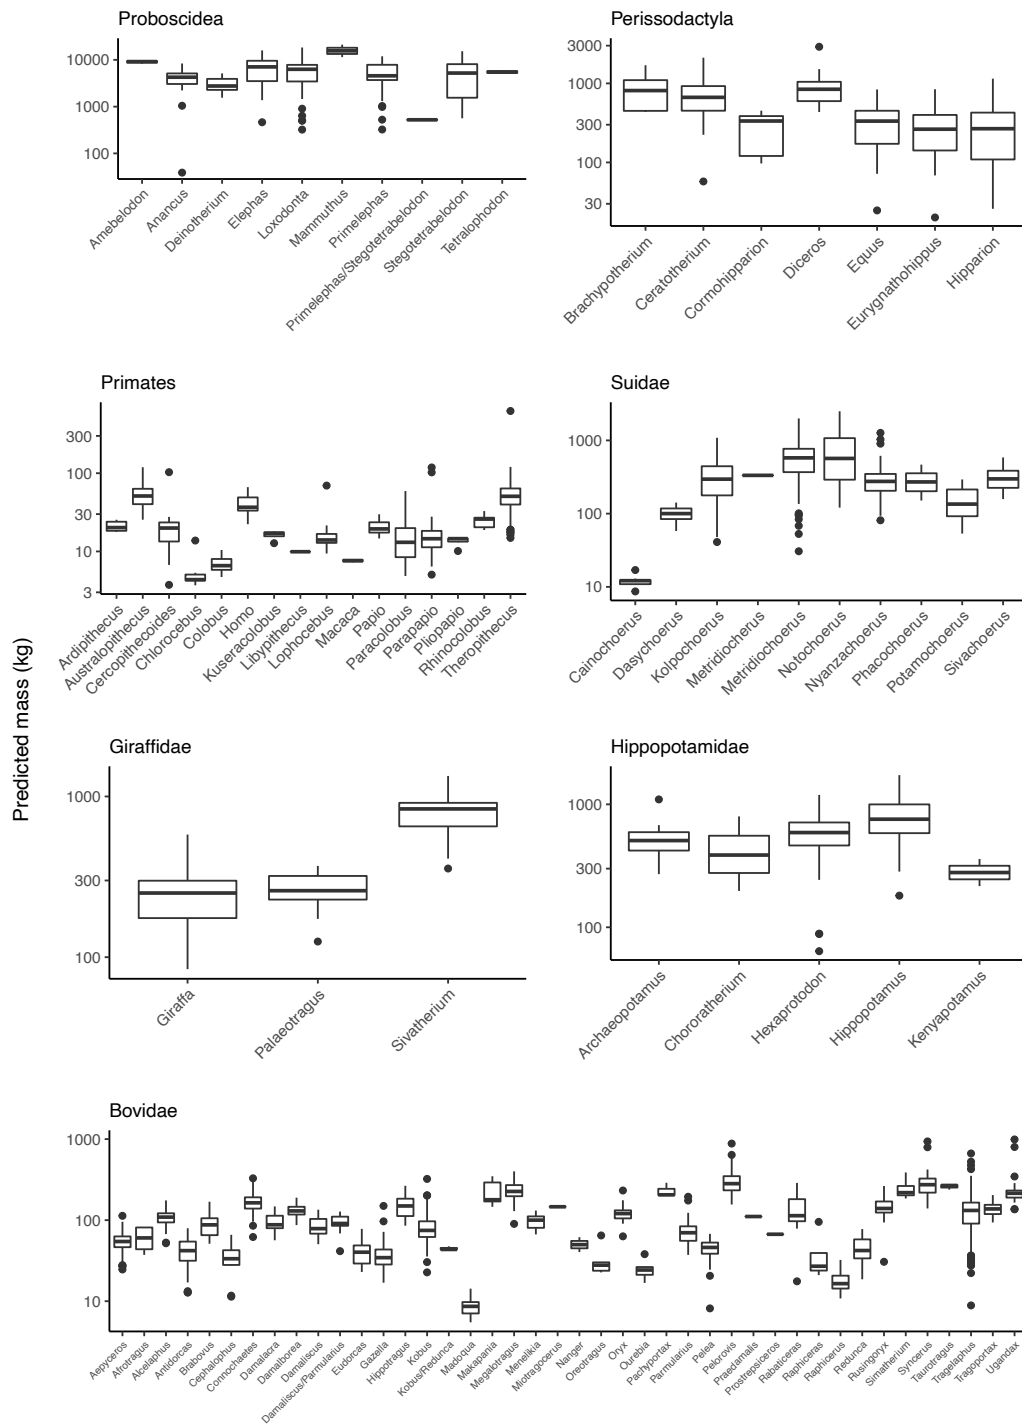 Predicted mass (kg)
Proboscidea
10000
1000
100
Amebelodon
Anancus
Deinotherium
Elephas
Loxodonta
Mammuthus
Primelephas
Primelephas/Stegotetrabelodon
Stegotetrabelodon
Tetralophodon
Perissodactyla
3000
1000
300
100
30
Brachypotherium
Ceratotherium
Cormohipparion
Diceros
Equus
Eurygnathohippus
Hipparion
Primates
300
100
30
10
3
Ardipithecus
Australopithecus
Cercopithecoides
Chlorocebus
Colobus
Homo
Kuseracolobus
Libypithecus
Lophocebus
Macaca
Papio
Paracolobus
Parapapio
Pliopapio
Rhinocolobus
Theropithecus
Suidae
1000
100
10
Cainochoerus
Dasychoerus
Kolpochoerus
Metridiocherus
Metridiochoerus
Notochoerus
Nyanzachoerus
Phacochoerus
Potamochoerus
Sivachoerus
Giraffidae
1000
300
100
Giraffa
Palaeotragus
Sivatherium
Hippopotamidae
1000
300
100
Archaeopotamus
Chororatherium
Hexaprotodon
Hippopotamus
Kenyapotamus
Bovidae
1000
100
10
Aepyceros
Afrotragus
Alcelaphus
Antidorcas
Brabovus
Cephalophus
Connochaetes
Damalacra
Damalborea
Damaliscus
Damaliscus/Parmularius
Eudorcas
Gazella
Hippotragus
Kobus
Kobus/Redunca
Madoqua
Makapania
Megalotragus
Menelikia
Miotragocerus
Nanger
Oreotragus
Oryx
Ourebia
Pachyportax
Parmularius
Pelea
Pelorovis
Praedamalis
Prostrepsiceros
Rabaticeras
Raphiceras
Raphicerus
Redunca
Rusingoryx
Simatherium
Syncerus
Taurotragus
Tragelaphus
Tragoportax
Ugandax